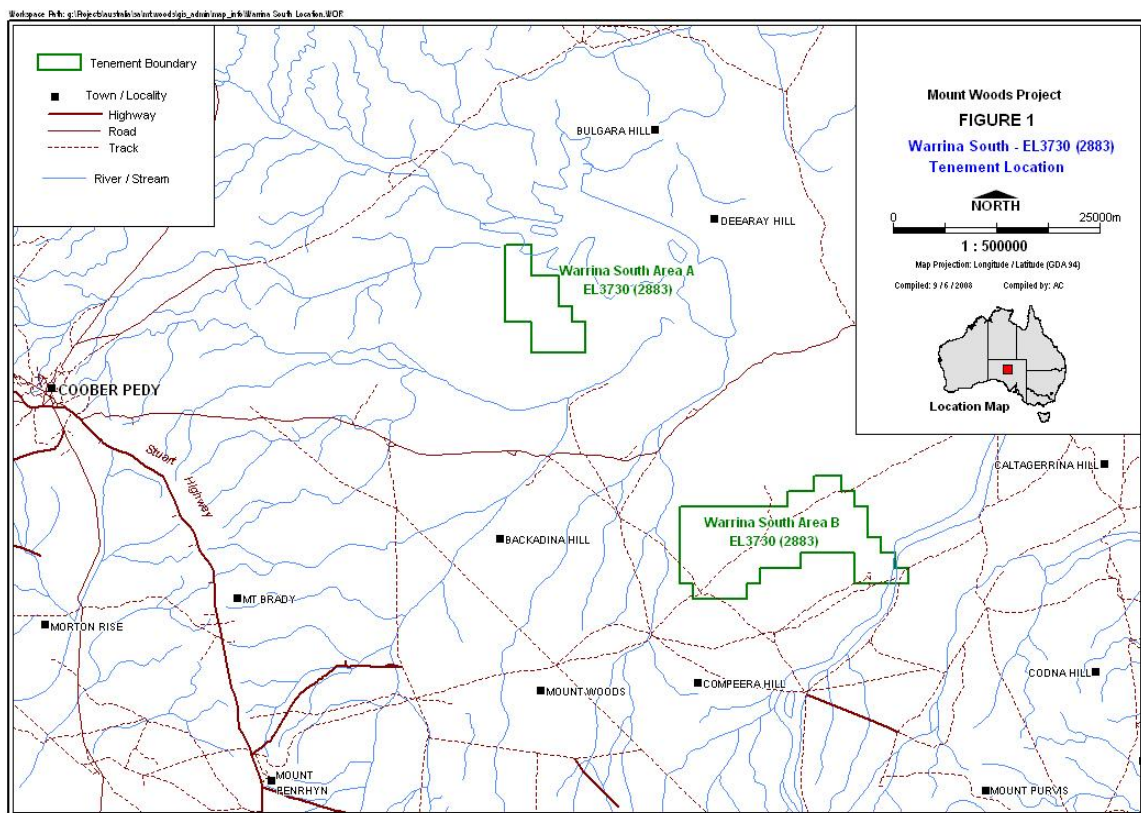 Workspace Path: g:\Projects\australia\sa\mtwoods\gis_admin\map_info\Warrina South Location.WOR
Tenement Boundary
Town / Locality
Highway
Road
Track
River / Stream
Mount Woods Project
FIGURE 1
Warrina South - EL3730 (2883)
Tenement Location
NORTH
0
25000m
1 : 500000
Map Projection: Longitude / Latitude (GDA 94)
Compiled: 9 / 6 / 2008
Compiled by: AC
Location Map
BULGARA HILL
DEEARAY HILL
Warrina South Area A
EL3730 (2883)
COOBER PEDY
Stuart
Highway
CALTAGERRINA HILL
Warrina South Area B
EL3730 (2883)
BACKADINA HILL
MT BRADY
MORTON RISE
MOUNT WOODS
COMPEERA HILL
CODNA HILL
MOUNT
PENRHYN
MOUNT PURVIS